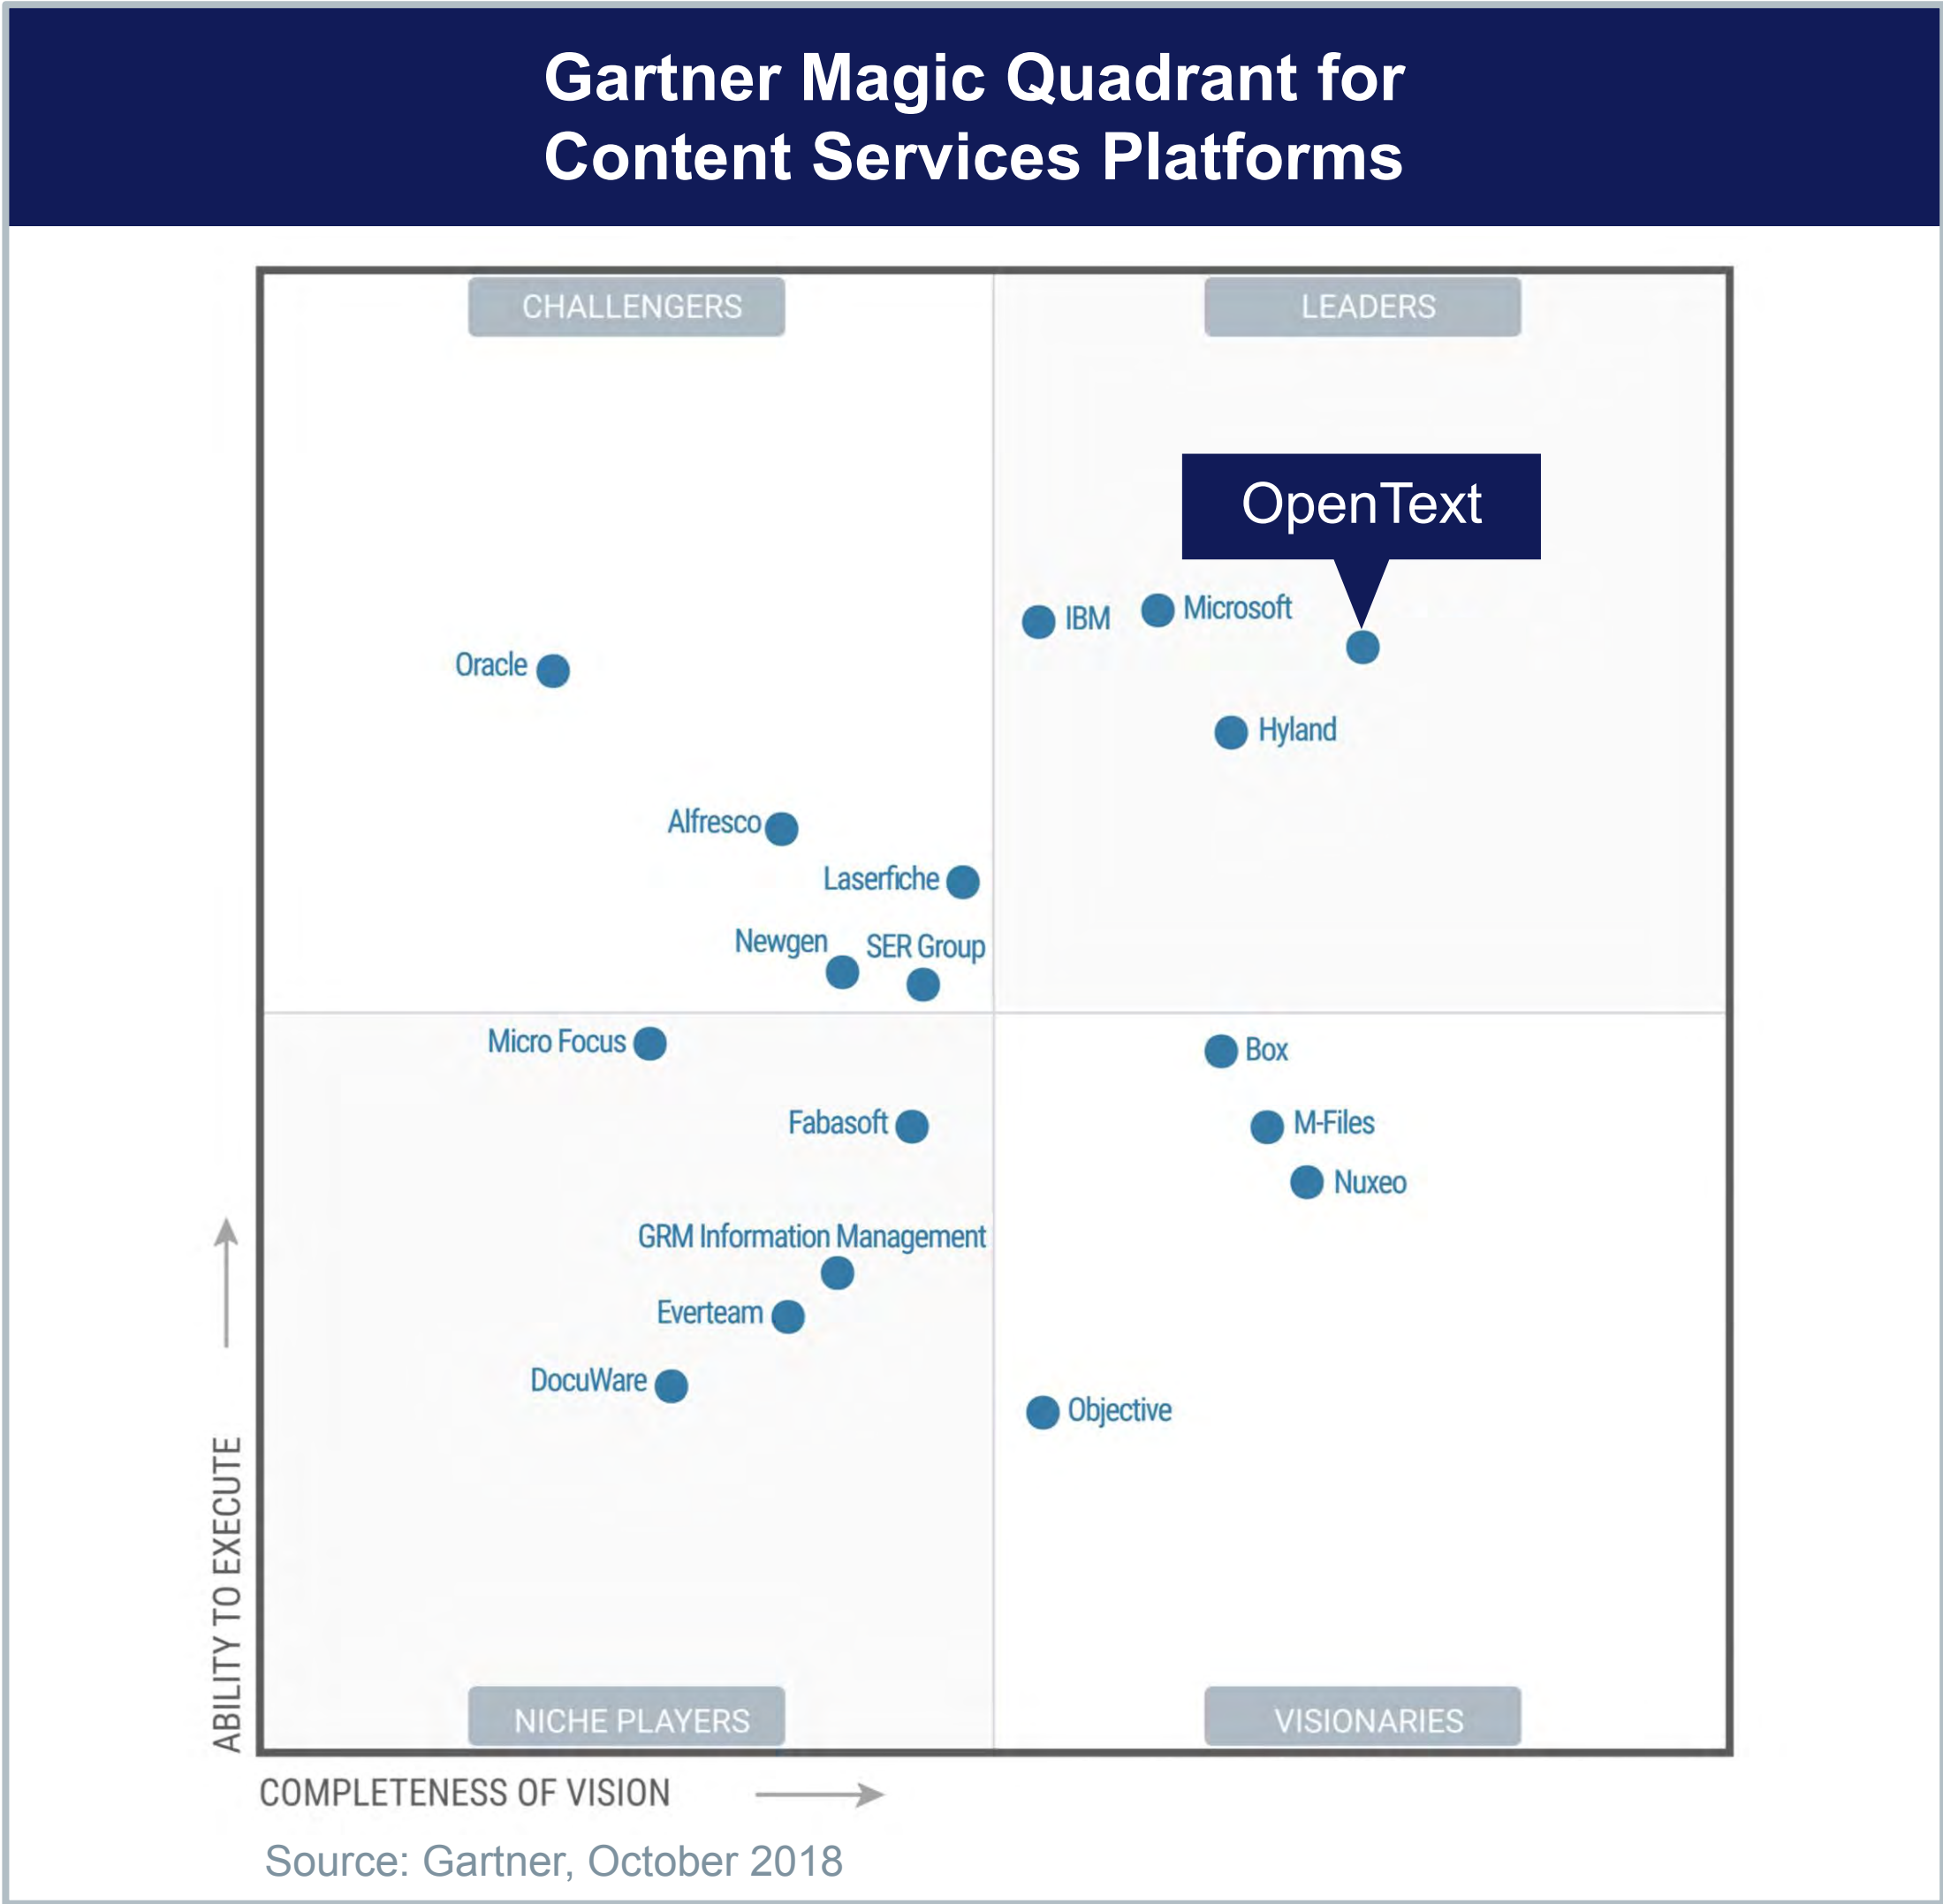 Gartner Magic Quadrant for
Content Services Platforms
CHALLENGERS
LEADERS
OpenText
IBM
Microsoft
Oracle
Hyland
Alfresco
Laserfiche
Newgen
SER Group
Micro Focus
Box
Fabasoft
M-Files
Nuxeo
GRM Information Management
Everteam
DocuWare
Objective
ABILITY TO EXECUTE
NICHE PLAYERS
VISIONARIES
COMPLETENESS OF VISION
Source: Gartner, October 2018